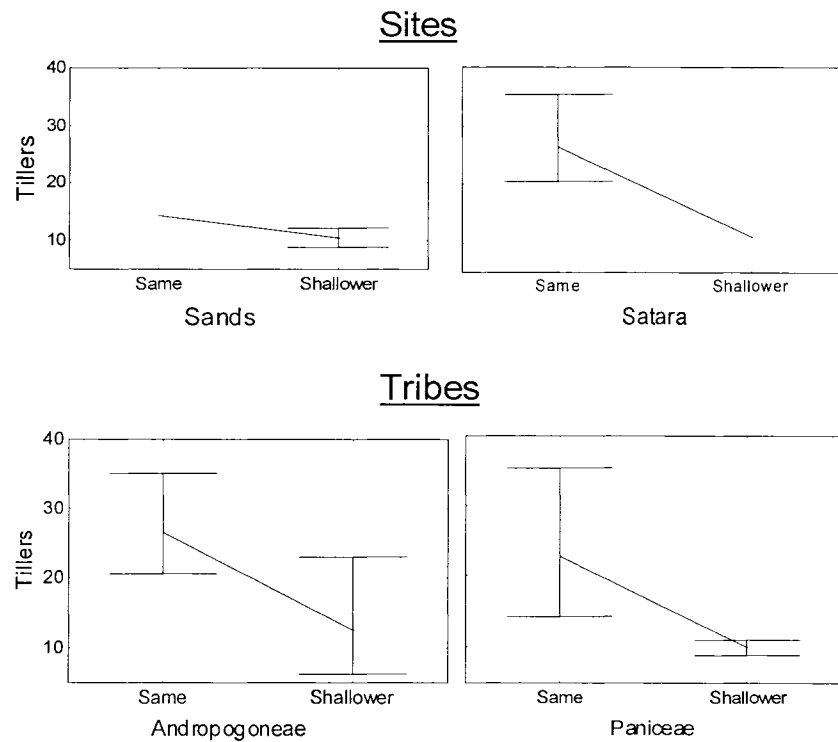 Sites
40
30
20
10
Tillers
Same Shallower
Same Shallower
Sands
Satara
Tribes
40
30
20
10
Tillers
Same Shallower
Same Shallower
Andropogoneae
Paniceae